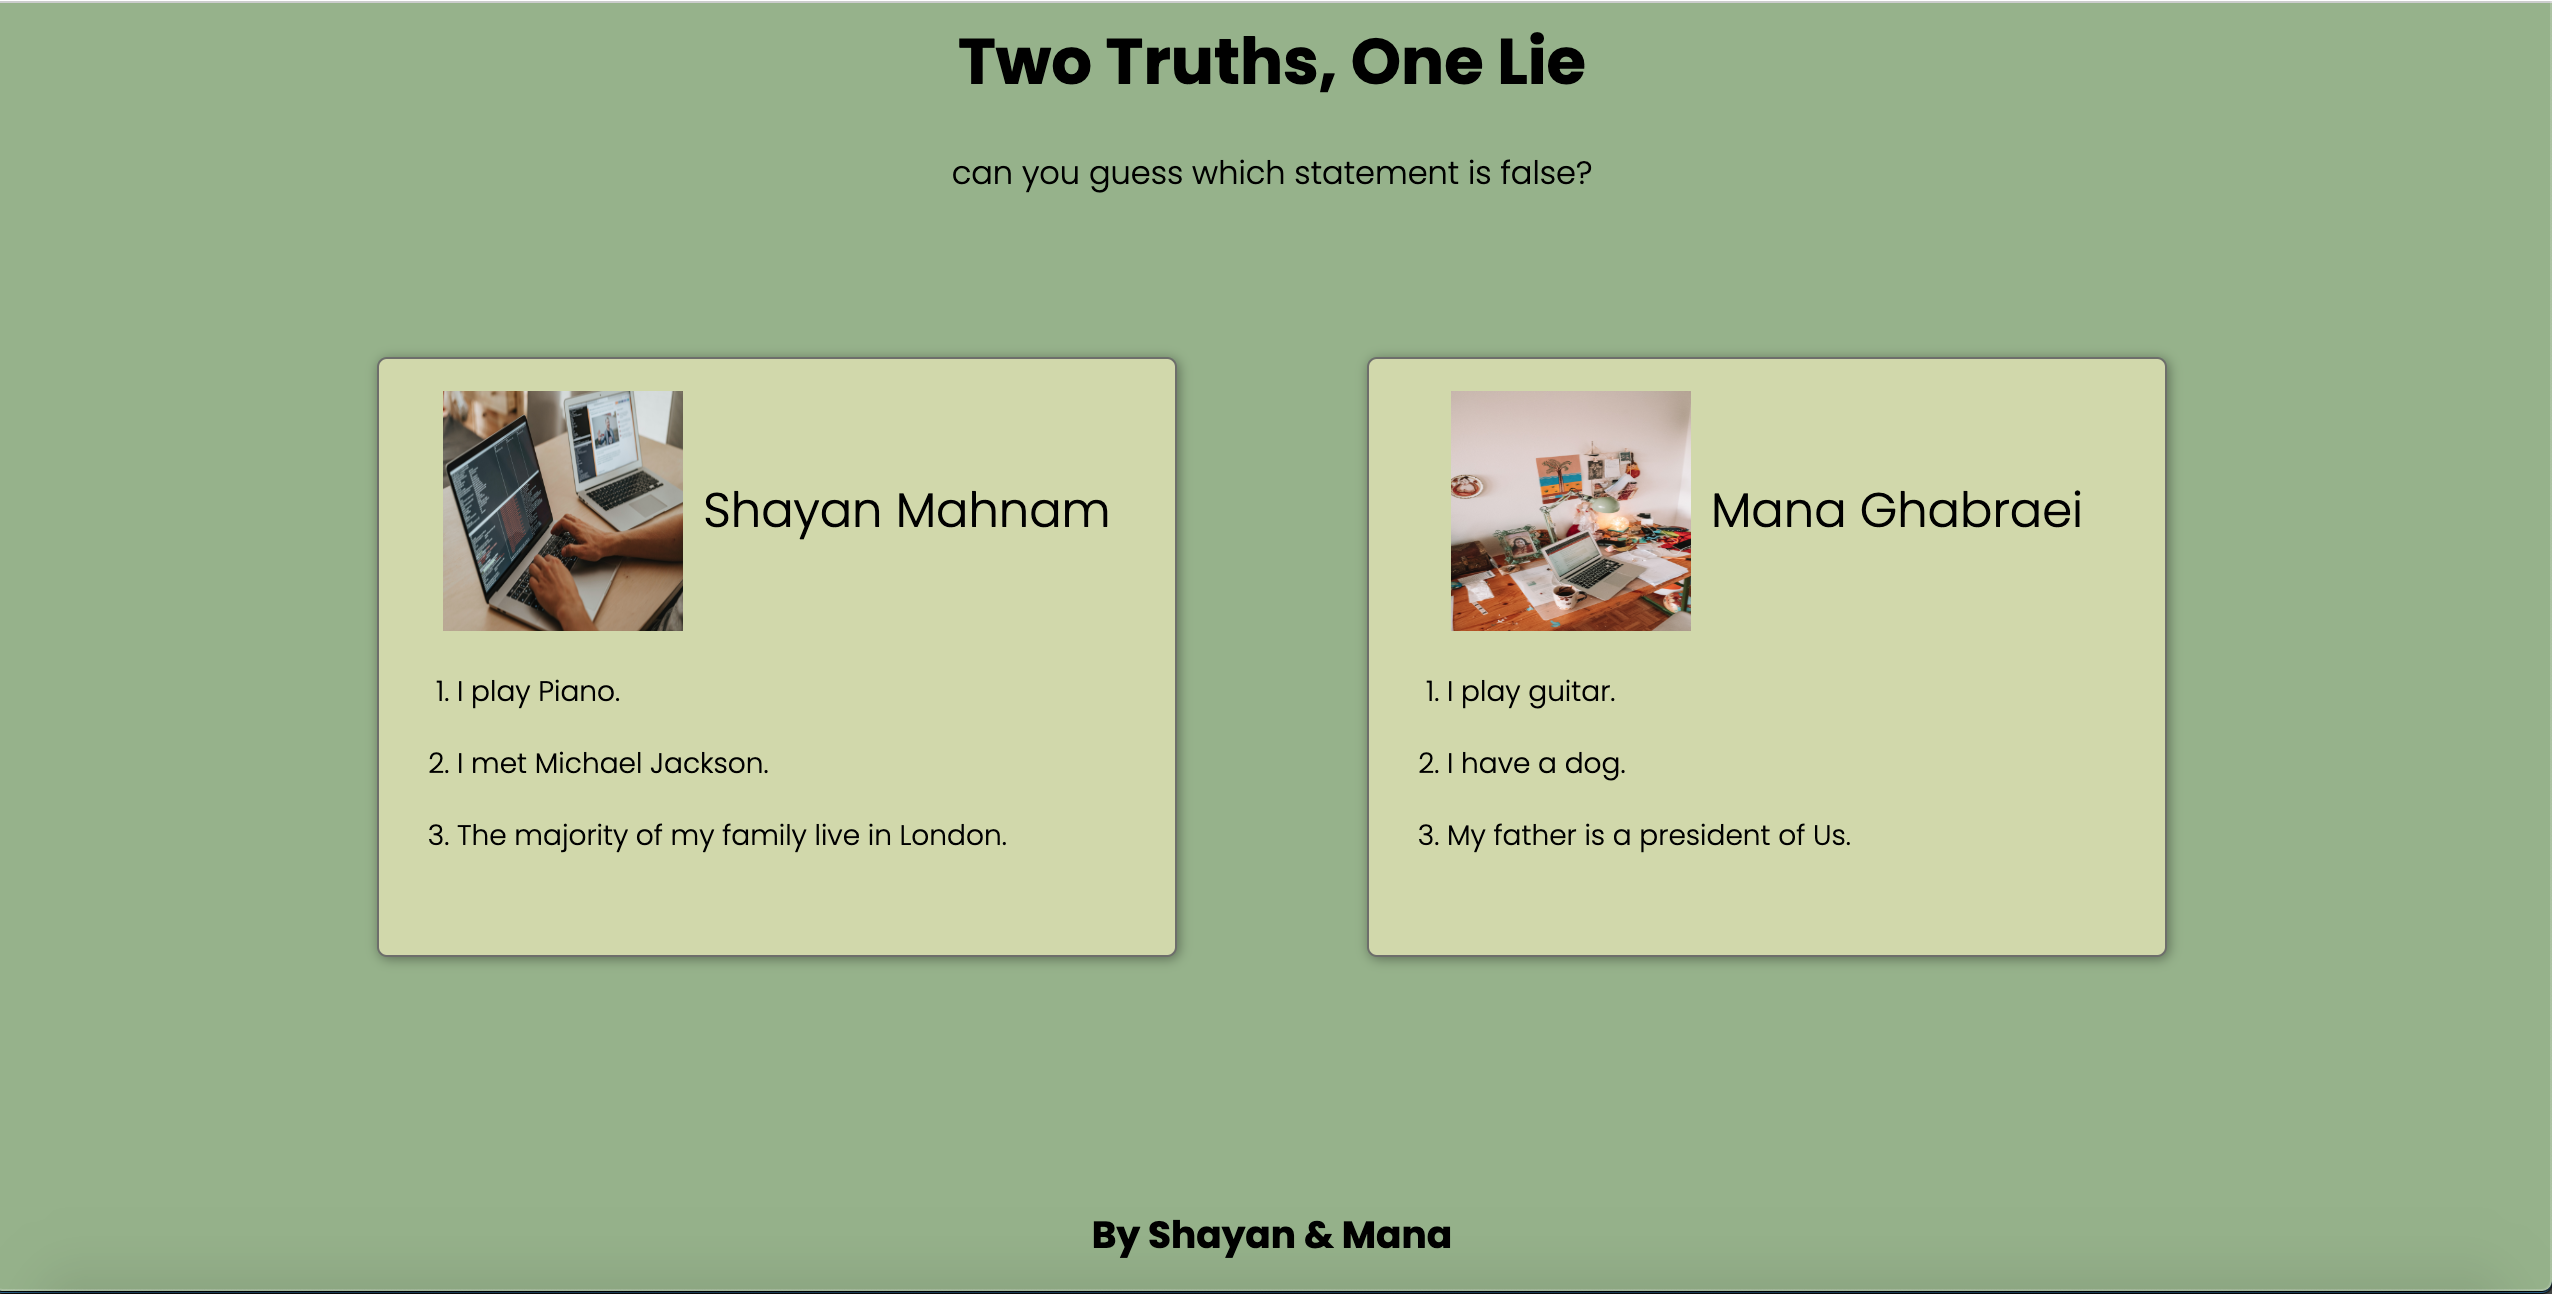 Two Truths, One Lie
can you guess which statement is false?
Shayan Mahnam
1. I play Piano.
2. I met Michael Jackson.
3. The majority of my family live in London.
Mana Ghabraei
1. I play guitar.
2. I have a dog.
3. My father is a president of Us.
By Shayan & Mana